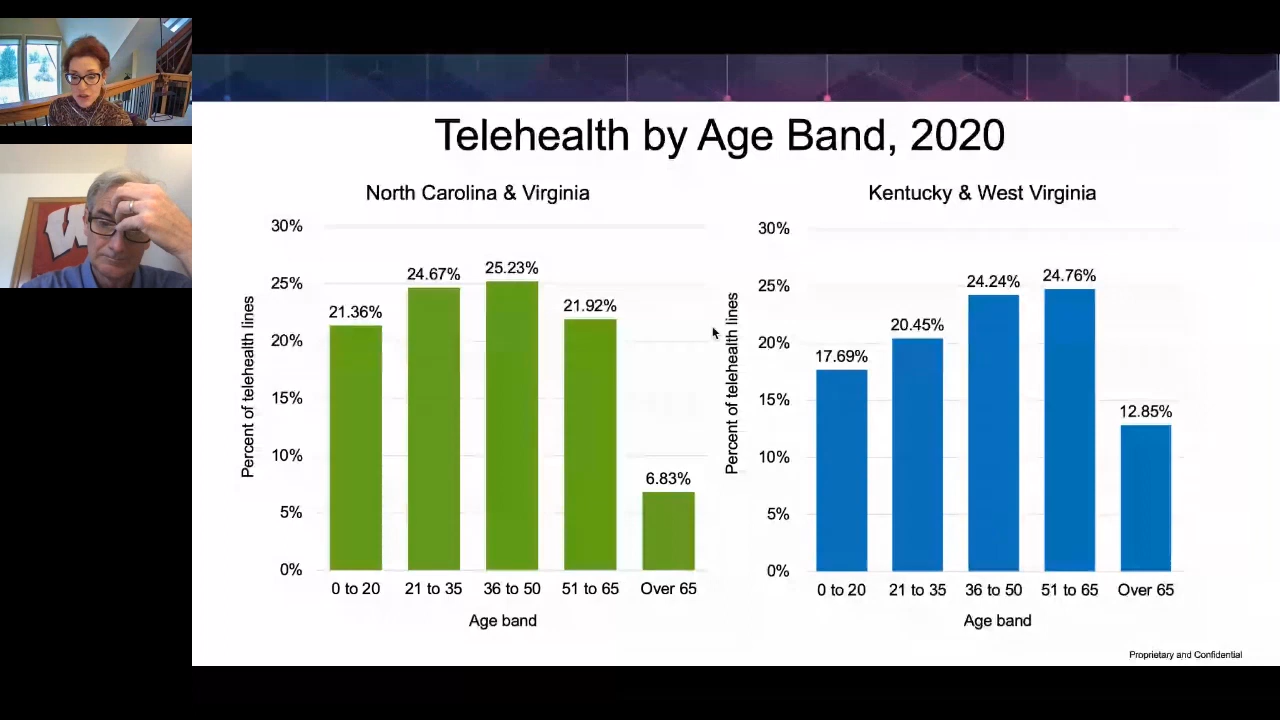 Telehealth by Age Band, 2020
North Carolina & Virginia
30%
25%
20%
15%
10%
5%
0%
Percent of telehealth lines
21.36%
24.67%
25.23%
21.92%
6.83%
0 to 20
21 to 35
36 to 50
51 to 65
Over 65
Age band
Kentucky & West Virginia
30%
25%
20%
15%
10%
5%
0%
Percent of telehealth lines
17.69%
20.45%
24.24%
24.76%
12.85%
0 to 20
21 to 35
36 to 50
51 to 65
Over 65
Age band
Proprietary and Confidential
W